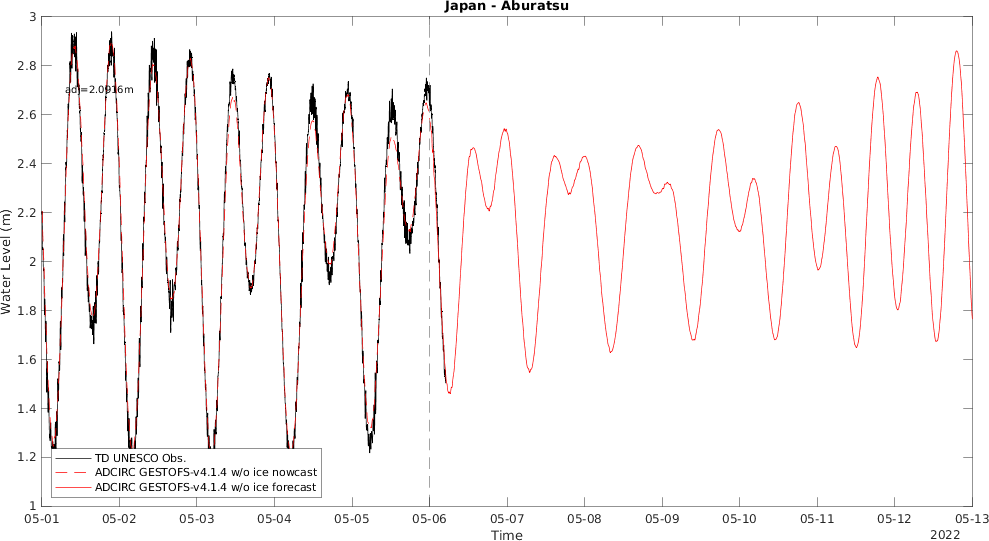 Japan - Aburatsu
3
2.8
adj=2.0916m
2.6
2.4
2.2
Water Level (m)
2
1.8
1.6
1.4
1.2
1
TD UNESCO Obs.
ADCIRC GESTOFS-v4.1.4 w/o ice nowcast
ADCIRC GESTOFS-v4.1.4 w/o ice forecast
05-01 05-02 05-03 05-04 05-05 05-06 05-07 05-08 05-09 05-10 05-11 05-12 05-13
Time
2022